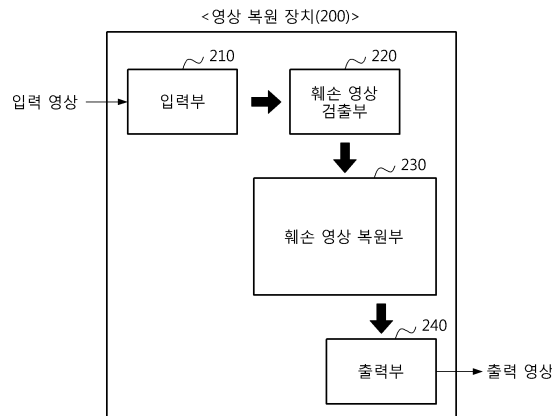 <영상 복원 장치(200)>
210
220
입력 영상
입력부
훼손 영상
검출부
230
훼손 영상 복원부
240
출력부
출력 영상